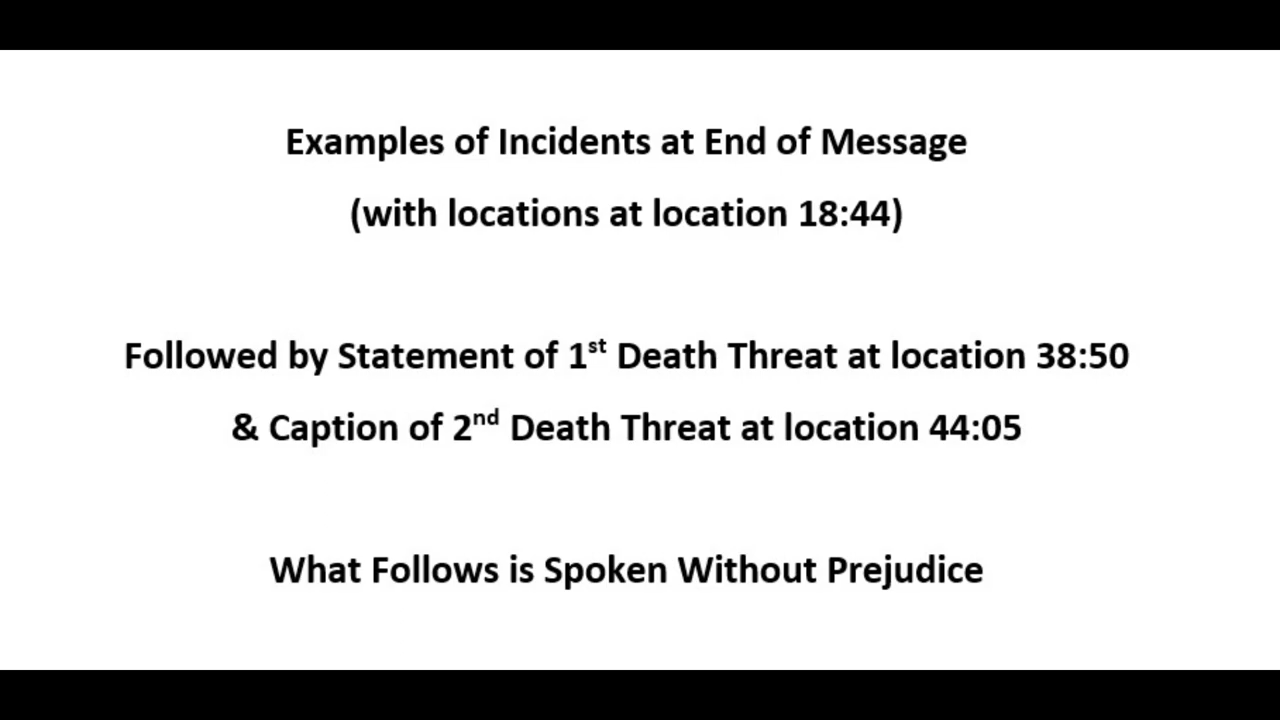 Examples of Incidents at End of Message
(with locations at location 18:44)
Followed by Statement of 1st Death Threat at location 38:50
& Caption of 2nd Death Threat at location 44:05
What Follows is Spoken Without Prejudice